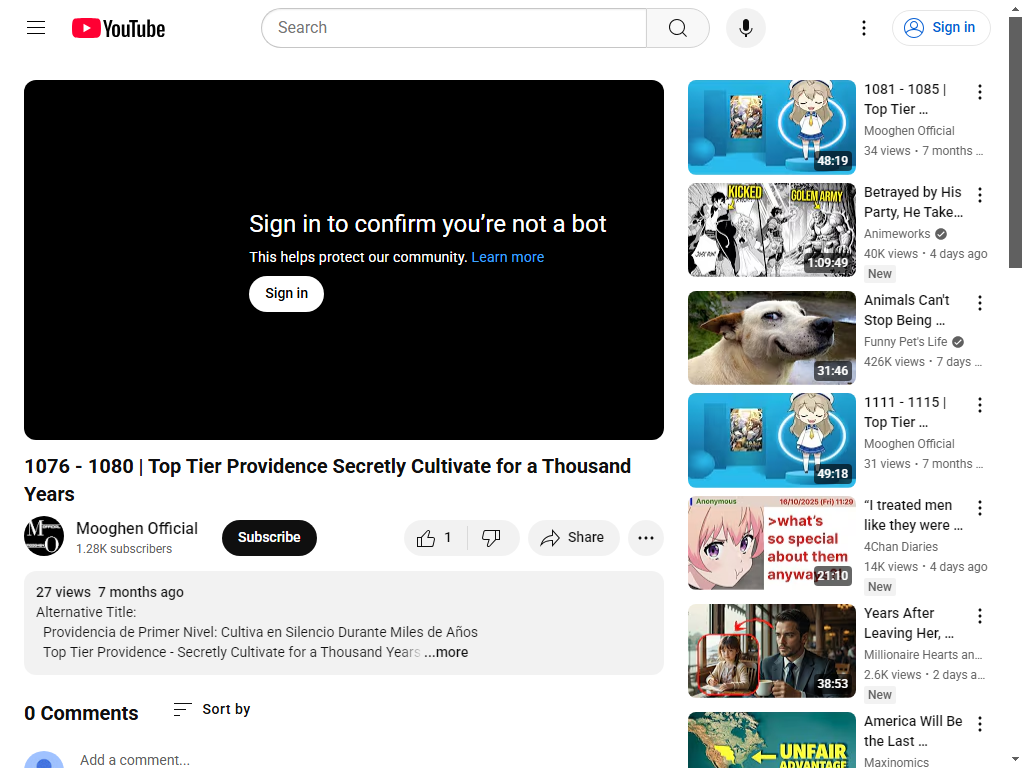 YouTube
Search
Sign in
Sign in to confirm you're not a bot
This helps protect our community. Learn more
Sign in
1076 - 1080 | Top Tier Providence Secretly Cultivate for a Thousand
Years
Mooghen Official
1.28K subscribers
Subscribe
1
Share
27 views 7 months ago
Alternative Title:
Providencia de Primer Nivel: Cultiva en Silencio Durante Miles de Años
Top Tier Providence - Secretly Cultivate for a Thousand Years ...more
0 Comments
Sort by
Add a comment...
48:19
1081 - 1085 |
Top Tier ...
Mooghen Official
34 views • 7 months ...
KICKED
GOLEM ARMY
1:09:49
Betrayed by His
Party, He Take...
Animeworks
40K views • 4 days ago
New
31:46
Animals Can't
Stop Being ...
Funny Pet's Life
426K views • 7 days ...
49:18
1111 - 1115 |
Top Tier ...
Mooghen Official
31 views • 7 months ...
Anonymous 16/10/2025 (Fri) 11:29
>what's
so special
about them
anyway
21:10
“I treated men
like they were ...
4Chan Diaries
14K views • 4 days ago
New
38:53
Years After
Leaving Her, ...
Millionaire Hearts an...
2.6K views • 2 days a...
New
UNFAIR
ADVANTAGE
America Will Be
the Last ...
Maxinomics